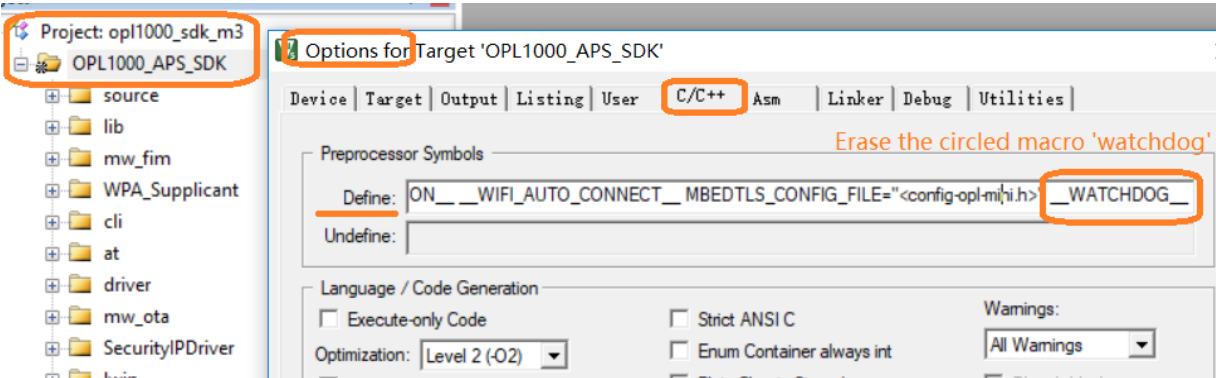 Project: opl1000_sdk_m3
OPL1000_APS_SDK
source
lib
mw_fim
WPA_Supplicant
cli
at
driver
mw_ota
SecurityIPDriver
Options for Target 'OPL1000_APS_SDK'
Device Target Output Listing User C/C++ Asm Linker Debug Utilities
Erase the circled macro 'watchdog'
Preprocessor Symbols
Define: ON__ __WIFI_AUTO_CONNECT__ MBEDTLS_CONFIG_FILE="<config-opl-mini.h>" __WATCHDOG__
Undefine:
Language / Code Generation
Execute-only Code
Strict ANSI C
Warnings:
Optimization: Level 2 (-O2)
Enum Container always int
All Warnings